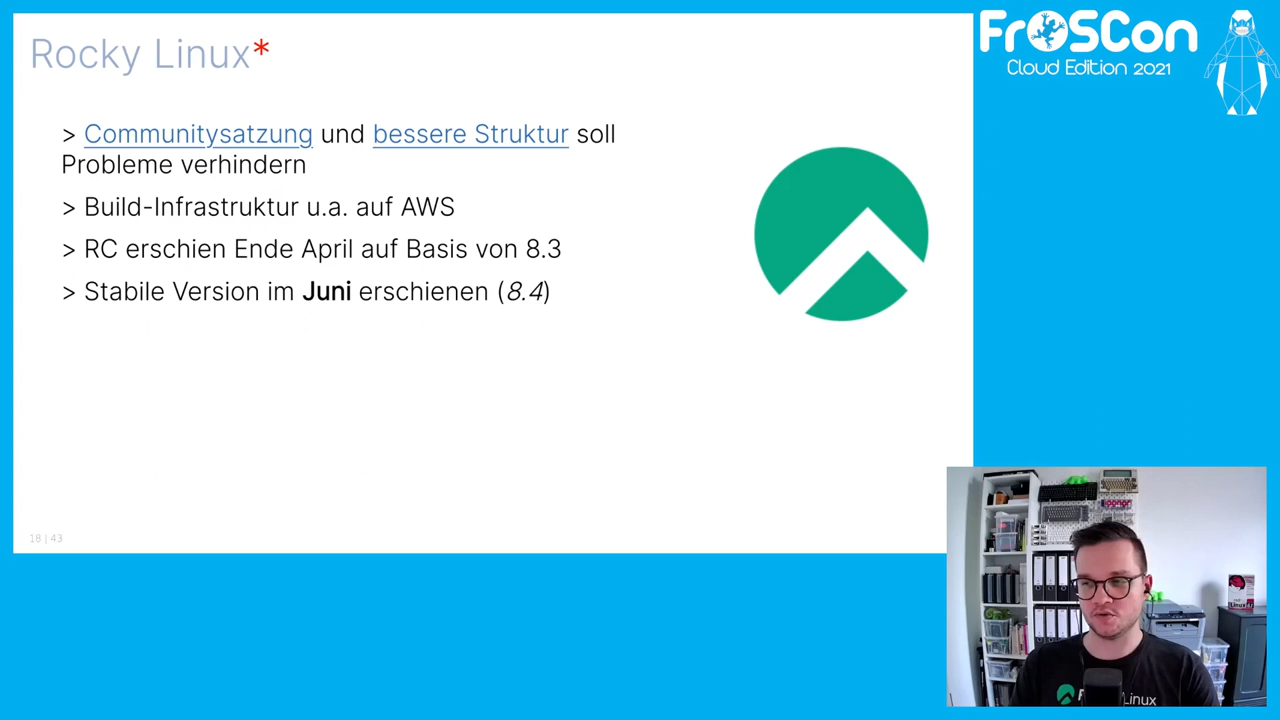 Rocky Linux*
> Communitysatzung und bessere Struktur soll
Probleme verhindern
> Build-Infrastruktur u.a. auf AWS
> RC erschien Ende April auf Basis von 8.3
> Stabile Version im Juni erschienen (8.4)
18 | 43
FrOSCon
Cloud Edition 2021
Linux